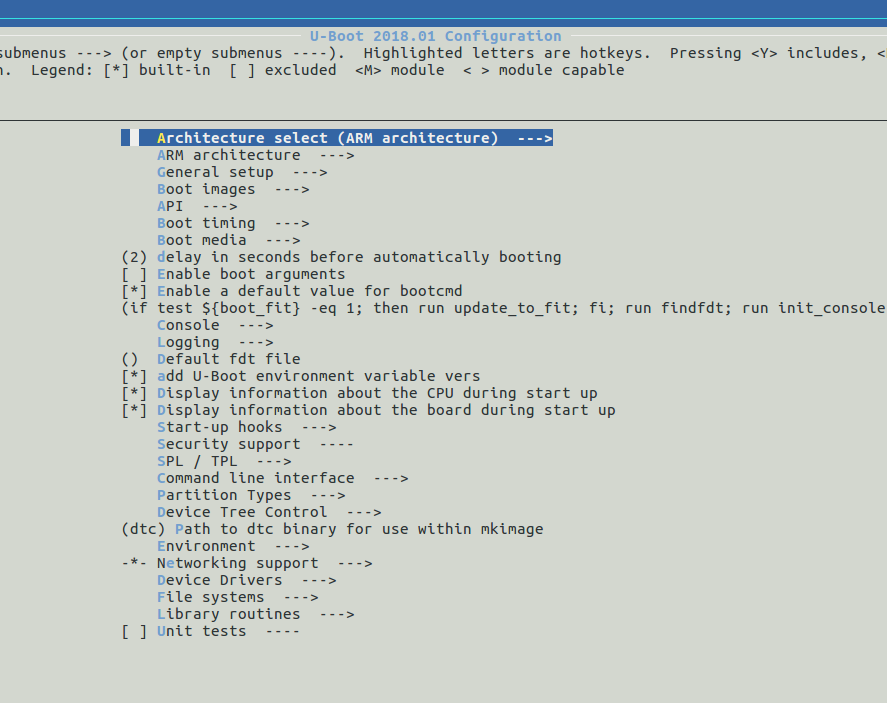 U-Boot 2018.01 Configuration
submenus ---> (or empty submenus ----).  Highlighted letters are hotkeys.  Pressing <Y> includes, <
.  Legend: [*] built-in  [ ] excluded  <M> module  < > module capable
Architecture select (ARM architecture)  --->
ARM architecture  --->
General setup  --->
Boot images  --->
API  --->
Boot timing  --->
Boot media  --->
(2) delay in seconds before automatically booting
[ ] Enable boot arguments
[*] Enable a default value for bootcmd
(if test ${boot_fit} -eq 1; then run update_to_fit; fi; run findfdt; run init_console
Console  --->
Logging  --->
()  Default fdt file
[*] add U-Boot environment variable vers
[*] Display information about the CPU during start up
[*] Display information about the board during start up
Start-up hooks  --->
Security support  ----
SPL / TPL  --->
Command line interface  --->
Partition Types  --->
Device Tree Control  --->
(dtc) Path to dtc binary for use within mkimage
Environment  --->
-*- Networking support  --->
Device Drivers  --->
File systems  --->
Library routines  --->
[ ] Unit tests  ----